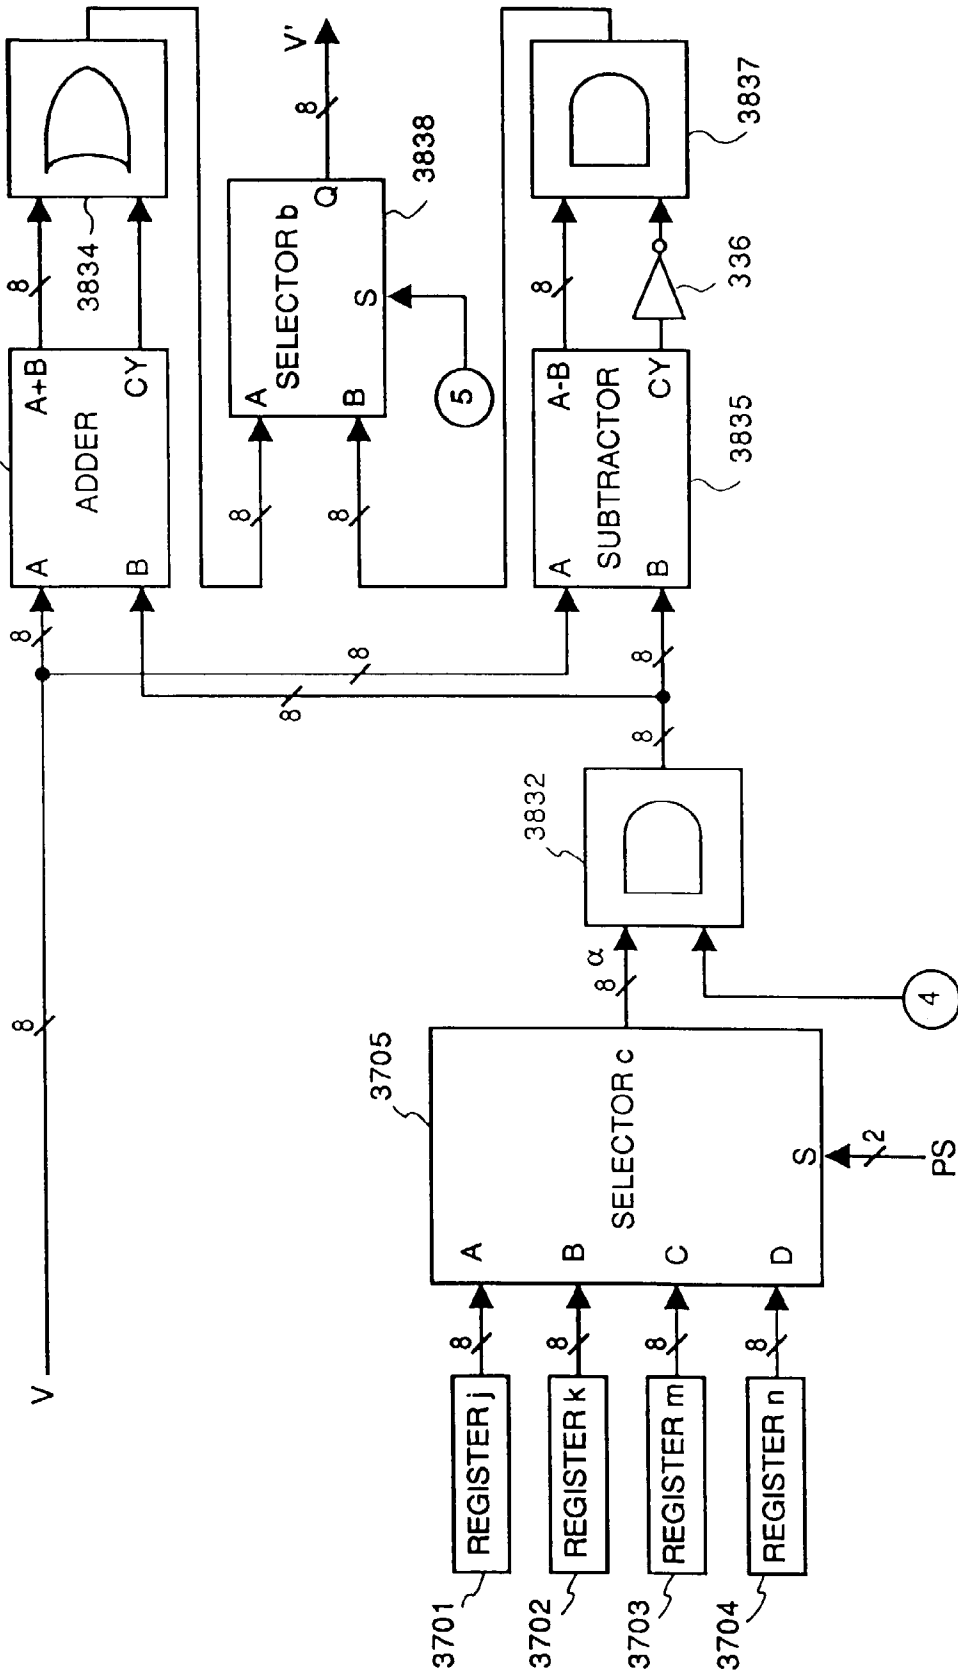 V
8
8
A
B
ADDER
A+B
CY
8
3834
8
8
8
A
8
B
SELECTOR b
S
Q
8
V'
3838
5
3701
REGISTER j
8
3702
REGISTER k
8
3703
REGISTER m
8
3704
REGISTER n
8
A
B
C
D
SELECTOR c
S
3705
2
PS
8
α
4
3832
8
8
A
B
SUBTRACTOR
A-B
CY
3835
8
336
3837